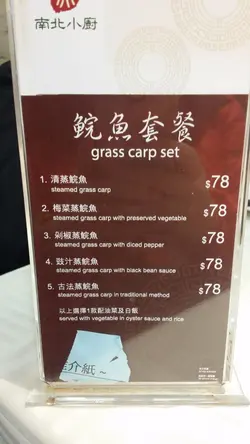 南北小廚
鯇魚套餐
grass carp set
1. 清蒸鯇魚 $78
steamed grass carp
2. 梅菜蒸鯇魚 $78
steamed grass carp with preserved vegetable
3. 剁椒蒸鯇魚 $78
steamed grass carp with diced pepper
4. 豉汁蒸鯇魚 $78
steamed grass carp with black bean sauce
5. 古法蒸鯇魚 $78
steamed grass carp in traditional method
以上選擇1款配油菜及白飯
served with vegetable in oyster sauce and rice
介紙~